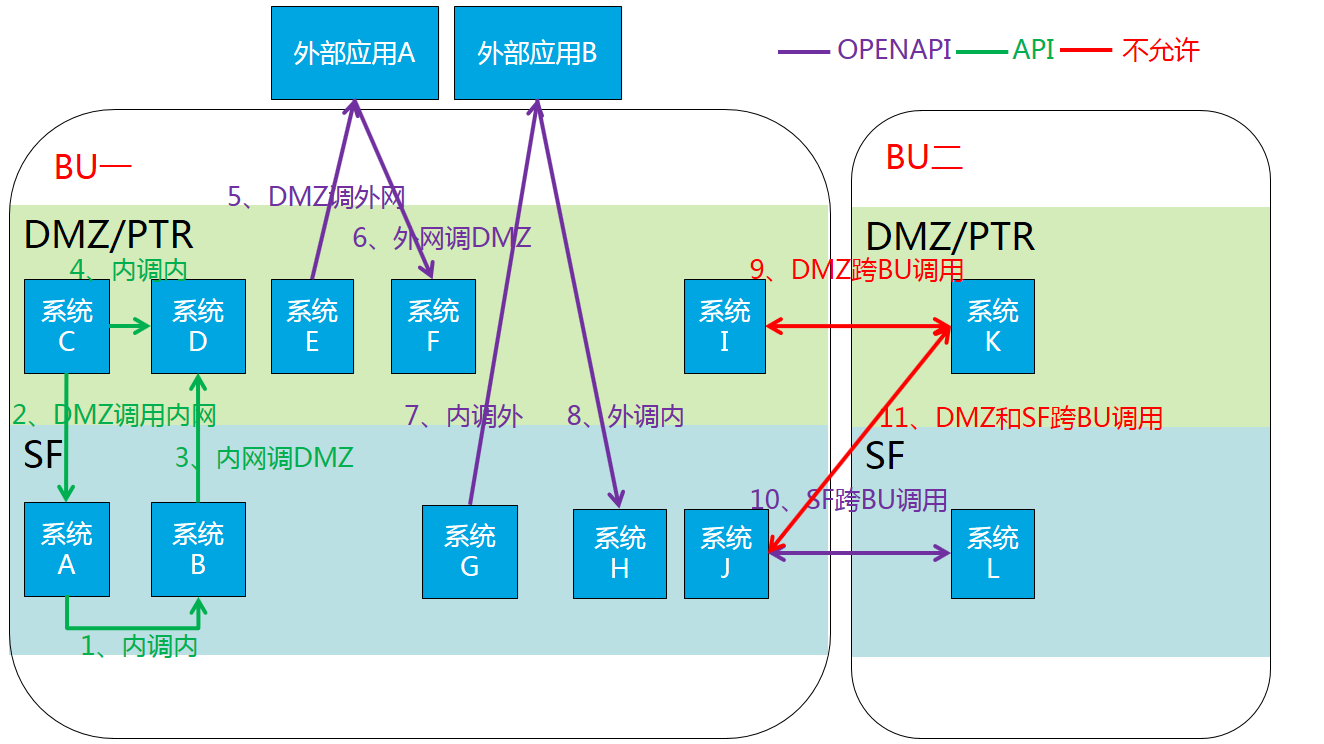 外部应用A
外部应用B
OPENAPI
API
不允许
BU一
BU二
5、DMZ调外网
DMZ/PTR
6、外网调DMZ
DMZ/PTR
4、内调内
9、DMZ跨BU调用
系统
C
系统
D
系统
E
系统
F
系统
I
系统
K
2、DMZ调用内网
7、内调外
8、外调内
11、DMZ和SF跨BU调用
SF
3、内网调DMZ
SF
10、SF跨BU调用
系统
A
系统
B
系统
G
系统
H
系统
J
系统
L
1、内调内